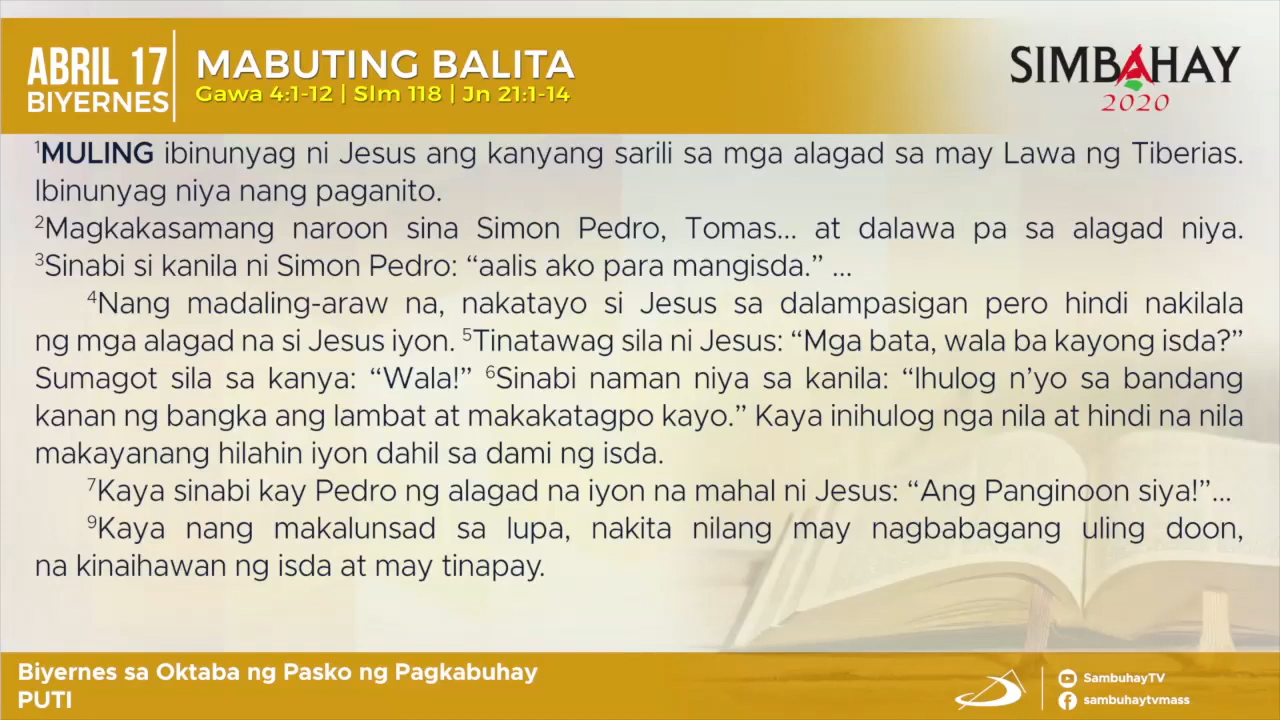 ABRIL 17
BIYERNES
MABUTING BALITA
Gawa 4:1-12 | Slm 118 | Jn 21:1-14
SIMBAHAY
2020
¹MULING ibinunyag ni Jesus ang kanyang sarili sa mga alagad sa may Lawa ng Tiberias.
Ibinunyag niya nang paganito.
²Magkakasamang naroon sina Simon Pedro, Tomas... at dalawa pa sa alagad niya.
³Sinabi si kanila ni Simon Pedro: “aalis ako para mangisda.” ...
⁴Nang madaling-araw na, nakatayo si Jesus sa dalampasigan pero hindi nakilala
ng mga alagad na si Jesus iyon. ⁵Tinatawag sila ni Jesus: “Mga bata, wala ba kayong isda?”
Sumagot sila sa kanya: “Wala!” ⁶Sinabi naman niya sa kanila: “Ihulog n’yo sa bandang
kanan ng bangka ang lambat at makakatagpo kayo.” Kaya inihulog nga nila at hindi na nila
makayanang hilahin iyon dahil sa dami ng isda.
⁷Kaya sinabi kay Pedro ng alagad na iyon na mahal ni Jesus: “Ang Panginoon siya!”...
⁹Kaya nang makalunsad sa lupa, nakita nilang may nagbabagang uling doon,
na kinaihawan ng isda at may tinapay.
Biyernes sa Oktaba ng Pasko ng Pagkabuhay
PUTI
SambuhayTV
sambuhaytvmass